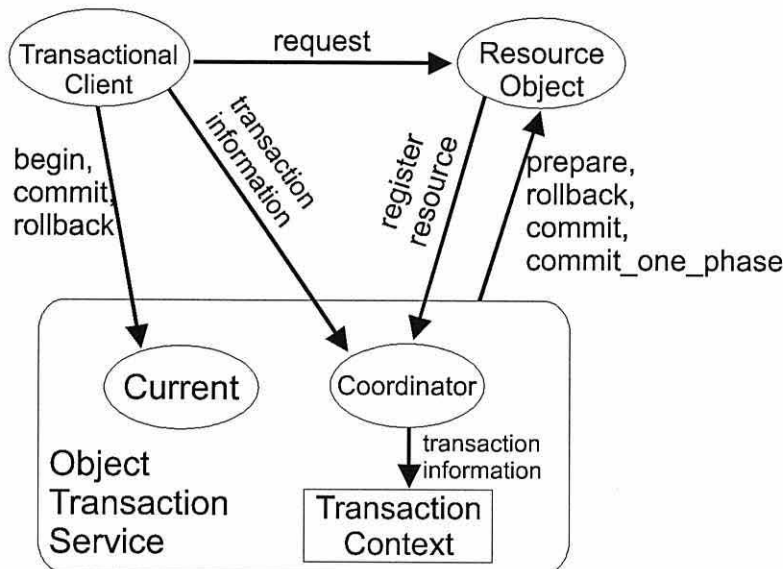 Transactional
Client
request
Resource
Object
transaction
information
register
resource
begin,
commit,
rollback
prepare,
rollback,
commit,
commit_one_phase
Current
Coordinator
transaction
information
Object
Transaction
Service
Transaction
Context